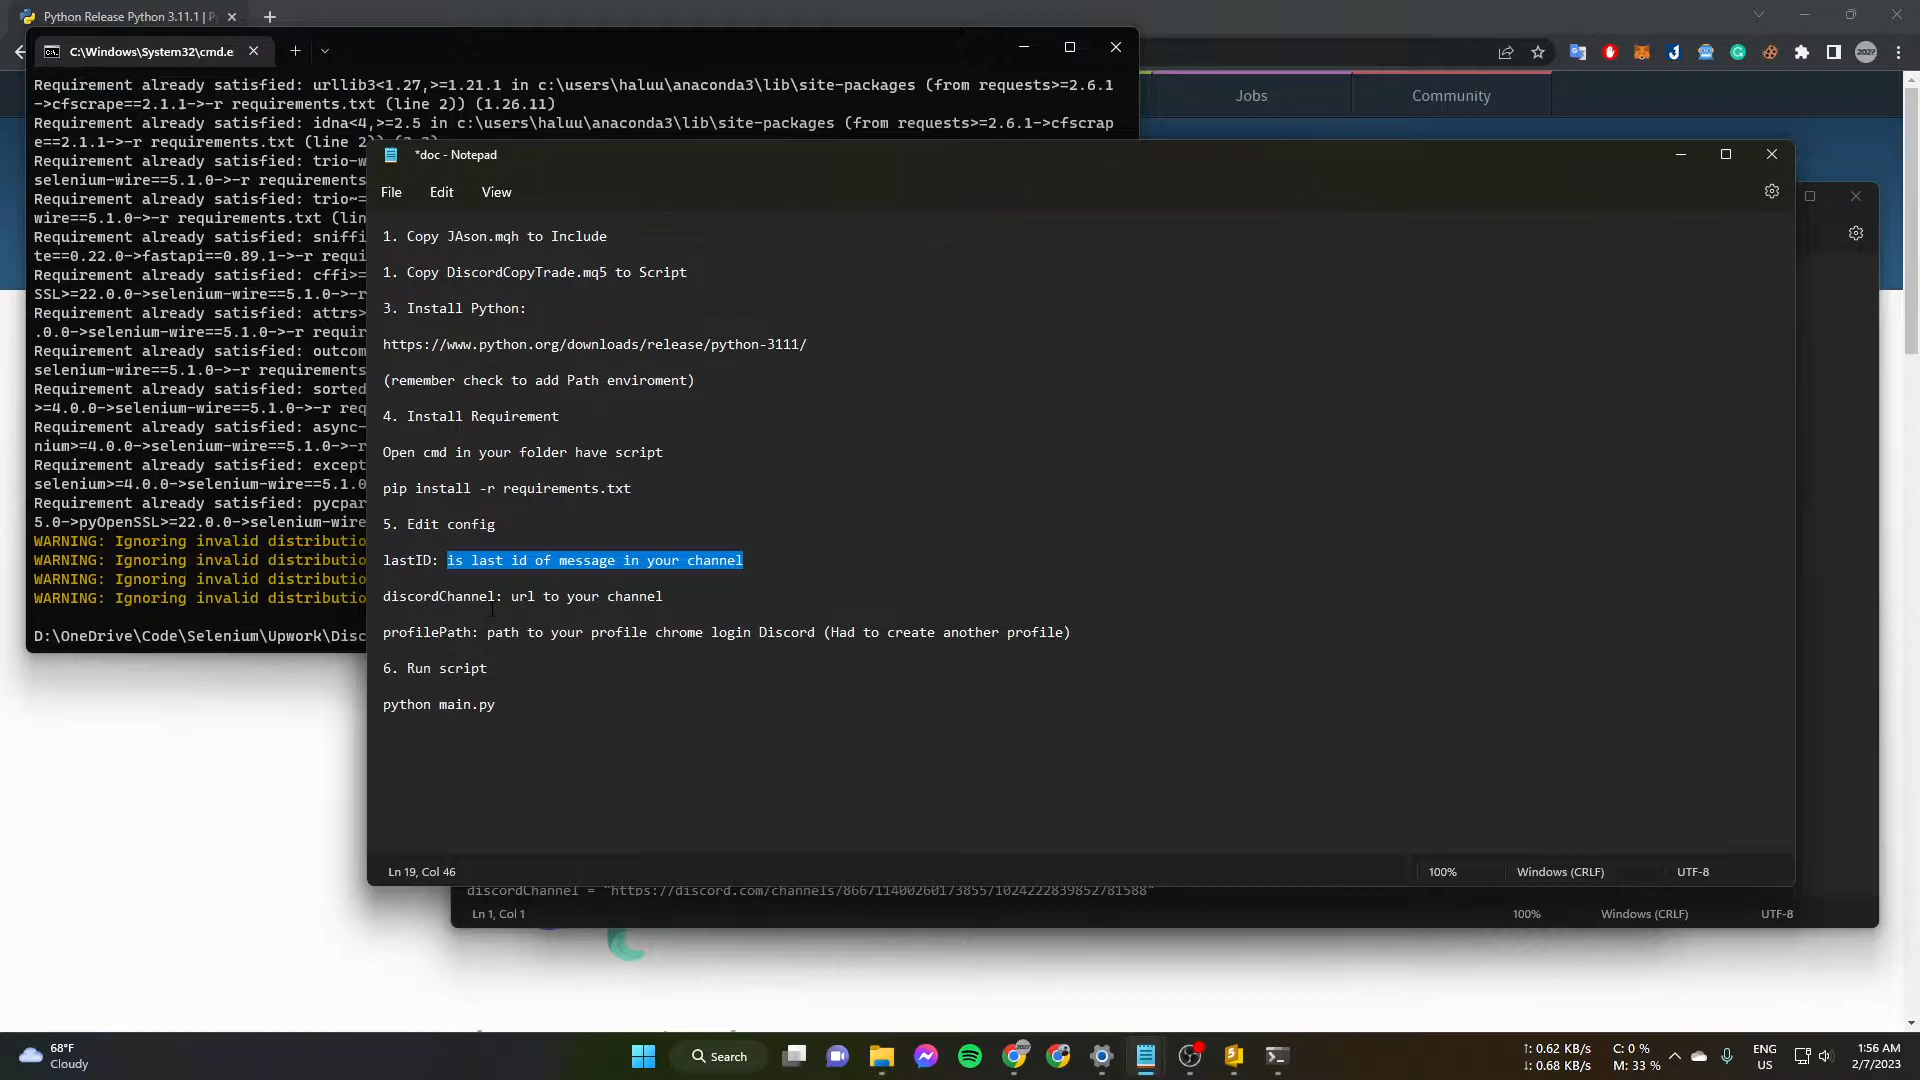 Python Release Python 3.11.1 | P
C:\Windows\System32\cmd.e
Jobs
Community
Requirement already satisfied: urllib3<1.27,>=1.21.1 in c:\users\haluu\anaconda3\lib\site-packages (from requests>=2.6.1
->cfscrape==2.1.1->-r requirements.txt (line 2)) (1.26.11)
Requirement already satisfied: idna<4,>=2.5 in c:\users\haluu\anaconda3\lib\site-packages (from requests>=2.6.1->cfscrap
e==2.1.1->-r requirements.txt (line 2))
Requirement already satisfied: trio-w
selenium-wire==5.1.0->-r requirements
Requirement already satisfied: trio~=
wire==5.1.0->-r requirements.txt (lin
Requirement already satisfied: sniffi
te==0.22.0->fastapi==0.89.1->-r requi
Requirement already satisfied: cffi>=
SSL>=22.0.0->selenium-wire==5.1.0->-r
Requirement already satisfied: attrs>
.0.0->selenium-wire==5.1.0->-r requir
Requirement already satisfied: outcom
selenium-wire==5.1.0->-r requirements
Requirement already satisfied: sorted
>=4.0.0->selenium-wire==5.1.0->-r req
Requirement already satisfied: async-
nium>=4.0.0->selenium-wire==5.1.0->-r
Requirement already satisfied: except
selenium>=4.0.0->selenium-wire==5.1.0
Requirement already satisfied: pycpar
5.0->pyOpenSSL>=22.0.0->selenium-wire
WARNING: Ignoring invalid distributio
WARNING: Ignoring invalid distributio
WARNING: Ignoring invalid distributio
WARNING: Ignoring invalid distributio
D:\OneDrive\Code\Selenium\Upwork\Disc
*doc - Notepad
File Edit View
1. Copy JAson.mqh to Include
1. Copy DiscordCopyTrade.mq5 to Script
3. Install Python:
https://www.python.org/downloads/release/python-3111/
(remember check to add Path enviroment)
4. Install Requirement
Open cmd in your folder have script
pip install -r requirements.txt
5. Edit config
lastID: is last id of message in your channel
discordChannel: url to your channel
profilePath: path to your profile chrome login Discord (Had to create another profile)
6. Run script
python main.py
Ln 19, Col 46 100% Windows (CRLF) UTF-8
discordChannel = "https://discord.com/channels/866711400260173855/1024222839852781588"
Ln 1, Col 1 100% Windows (CRLF) UTF-8
68°F
Cloudy
Search
↑: 0.62 KB/s
↓: 0.68 KB/s
C: 0 %
M: 33 %
ENG
US
1:56 AM
2/7/2023